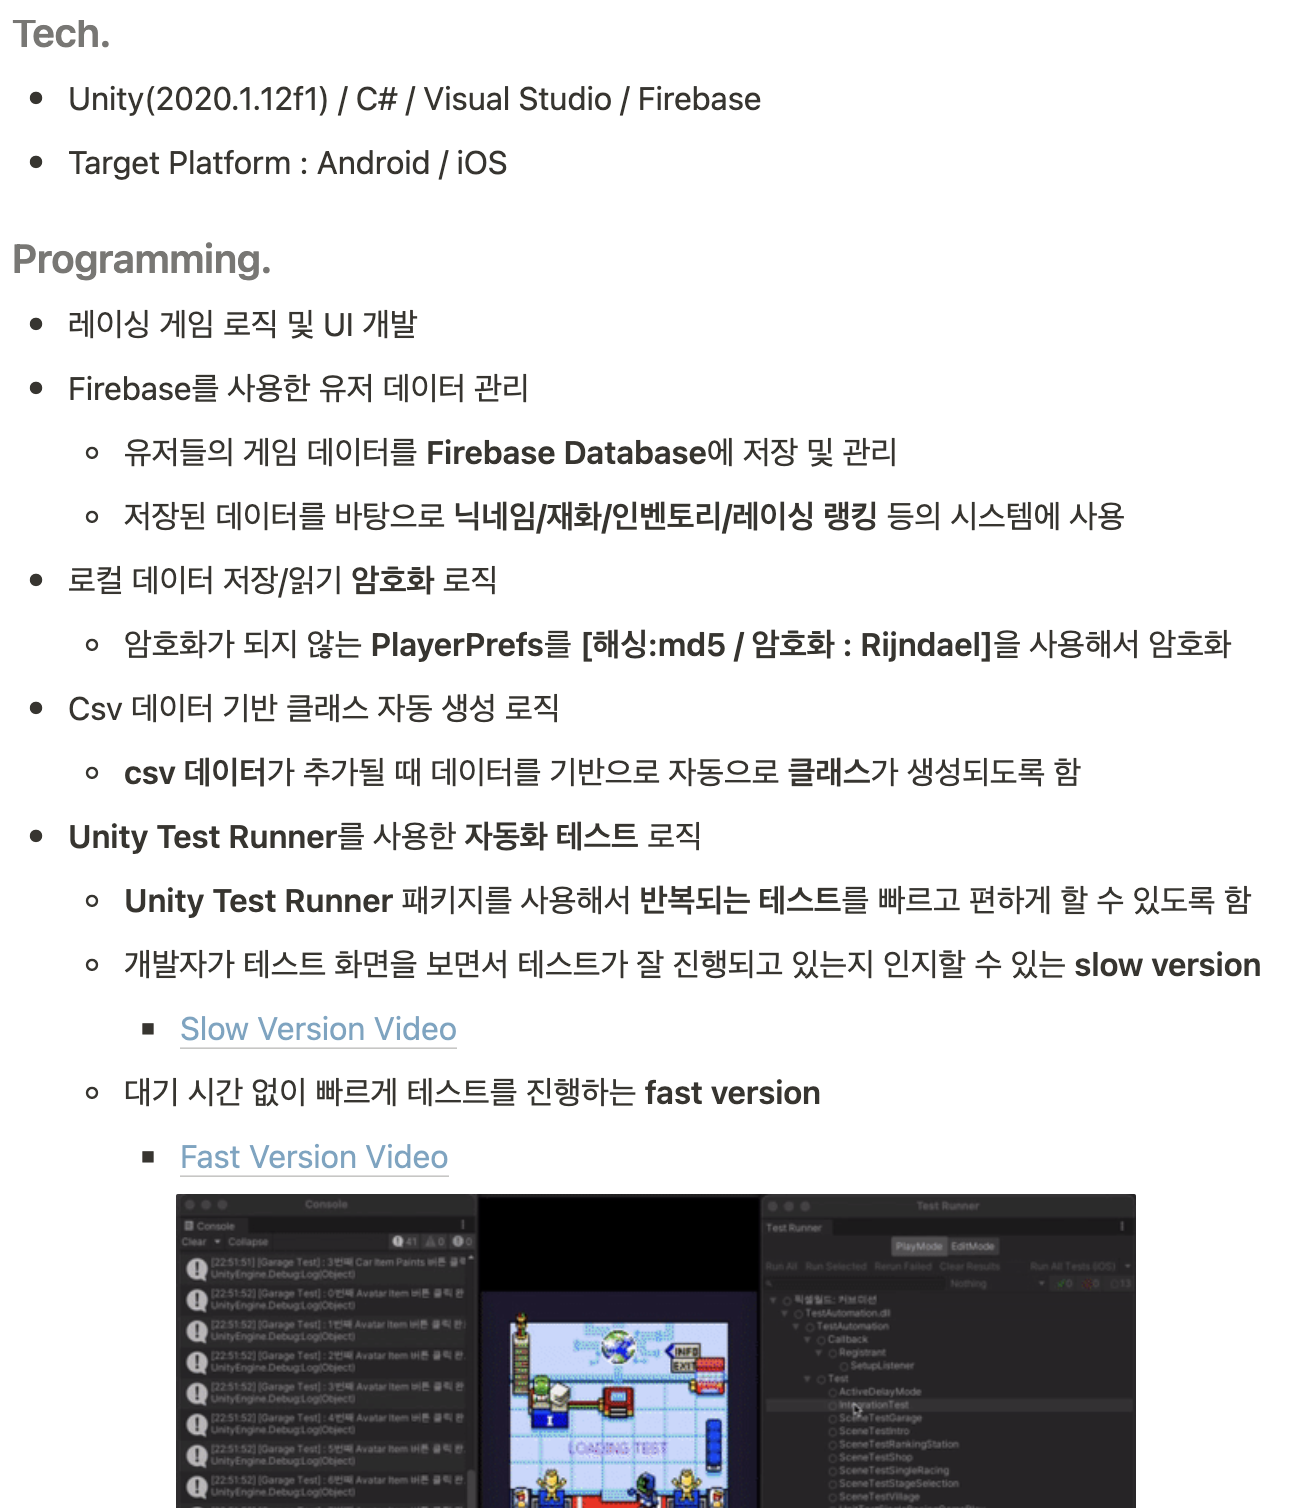 Tech.
Unity(2020.1.12f1) / C# / Visual Studio / Firebase
Target Platform : Android / iOS
Programming.
레이싱 게임 로직 및 UI 개발
Firebase를 사용한 유저 데이터 관리
유저들의 게임 데이터를 Firebase Database에 저장 및 관리
저장된 데이터를 바탕으로 닉네임/재화/인벤토리/레이싱 랭킹 등의 시스템에 사용
로컬 데이터 저장/읽기 암호화 로직
암호화가 되지 않는 PlayerPrefs를 [해싱:md5 / 암호화 : Rijndael]을 사용해서 암호화
Csv 데이터 기반 클래스 자동 생성 로직
csv 데이터가 추가될 때 데이터를 기반으로 자동으로 클래스가 생성되도록 함
Unity Test Runner를 사용한 자동화 테스트 로직
Unity Test Runner 패키지를 사용해서 반복되는 테스트를 빠르고 편하게 할 수 있도록 함
개발자가 테스트 화면을 보면서 테스트가 잘 진행되고 있는지 인지할 수 있는 slow version
Slow Version Video
대기 시간 없이 빠르게 테스트를 진행하는 fast version
Fast Version Video
Console
Console
Clear Collapse 41 0 0
[22:51:51] [Garage Test] : 3번째 Car Item Paints 버튼 클릭
UnityEngine.Debug:Log(Object)
[22:51:52] [Garage Test] : 0번째 Avatar Item 버튼 클릭 완
UnityEngine.Debug:Log(Object)
[22:51:52] [Garage Test] : 1번째 Avatar Item 버튼 클릭 완
UnityEngine.Debug:Log(Object)
[22:51:52] [Garage Test] : 2번째 Avatar Item 버튼 클릭 완
UnityEngine.Debug:Log(Object)
[22:51:52] [Garage Test] : 3번째 Avatar Item 버튼 클릭 완
UnityEngine.Debug:Log(Object)
[22:51:52] [Garage Test] : 4번째 Avatar Item 버튼 클릭 완
UnityEngine.Debug:Log(Object)
[22:51:52] [Garage Test] : 5번째 Avatar Item 버튼 클릭 완
UnityEngine.Debug:Log(Object)
[22:51:52] [Garage Test] : 6번째 Avatar Item 버튼 클릭 완
UnityEngine.Debug:Log(Object)
INFO
EXIT
LOADING TEST
Test Runner
Test Runner
PlayMode EditMode
Run All Run Selected Rerun Failed Clear Results Run All Tests (iOS)
Nothing 0 0 13
픽셀월드: 커브미션
TestAutomation.dll
TestAutomation
Callback
Registrant
SetupListener
Test
ActiveDelayMode
IntegrationTest
SceneTestGarage
SceneTestIntro
SceneTestRankingStation
SceneTestShop
SceneTestSingleRacing
SceneTestStageSelection
SceneTestVillage